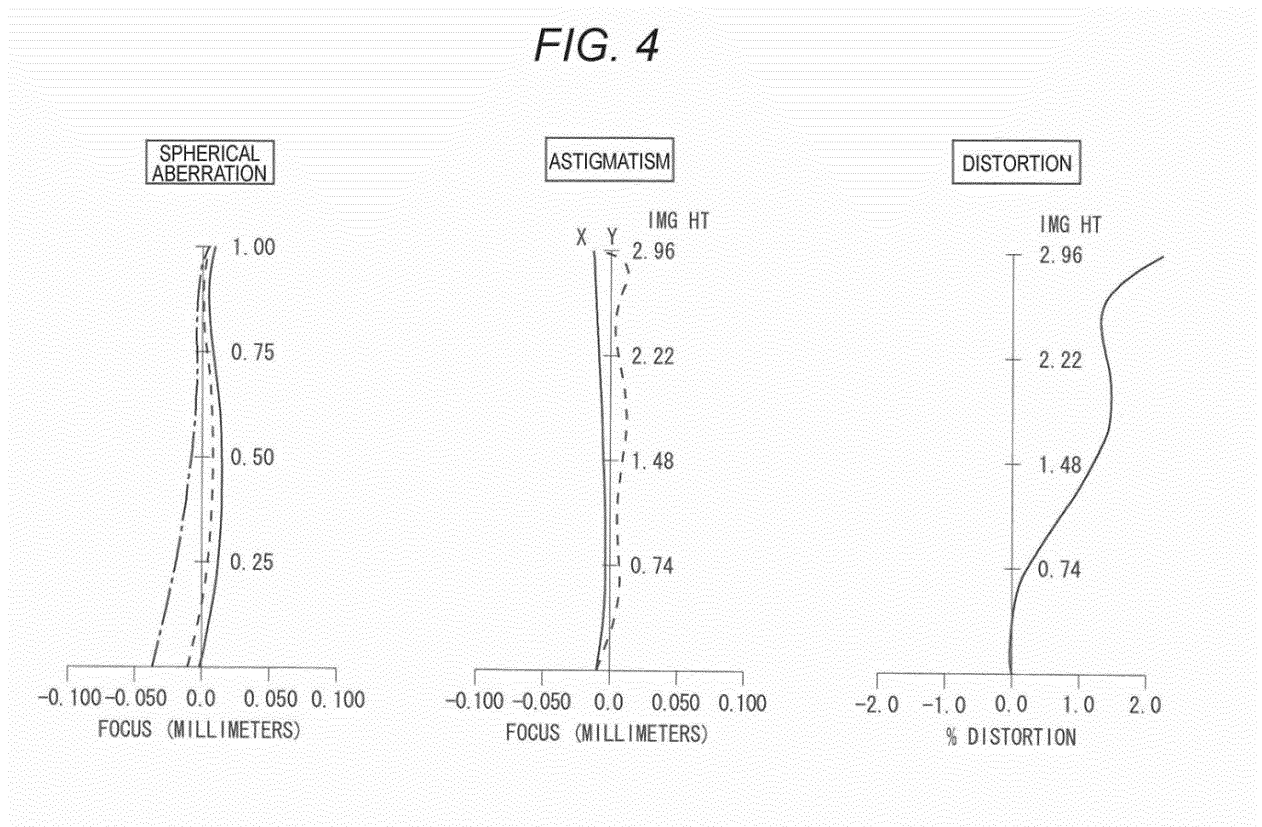 FIG. 4
SPHERICAL
ABERRATION
1.00
0.75
0.50
0.25
-0.100 -0.050 0.0 0.050 0.100
FOCUS (MILLIMETERS)
ASTIGMATISM
IMG HT
X Y
2.96
2.22
1.48
0.74
-0.100 -0.050 0.0 0.050 0.100
FOCUS (MILLIMETERS)
DISTORTION
IMG HT
2.96
2.22
1.48
0.74
-2.0 -1.0 0.0 1.0 2.0
% DISTORTION